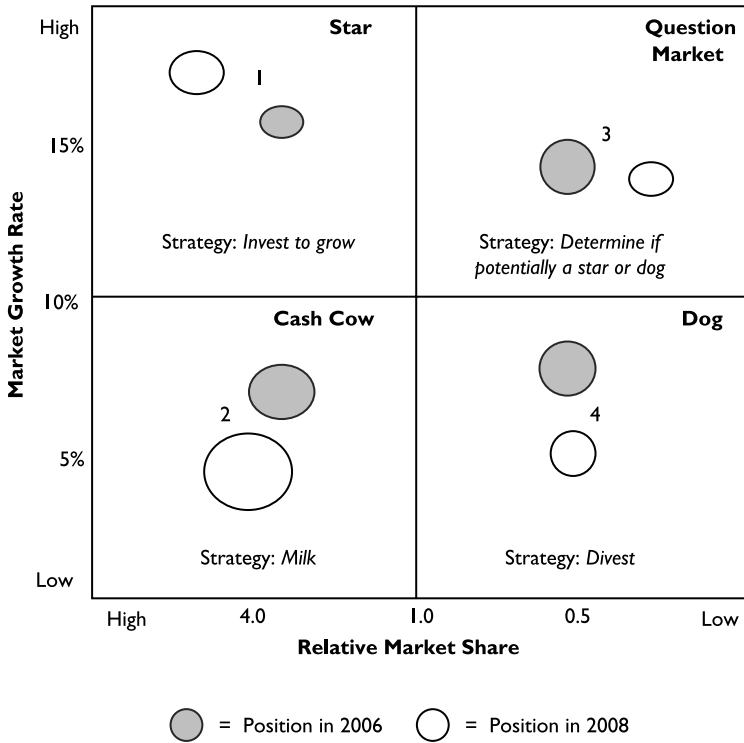 High
Star
Question
Market
1
3
15%
Strategy: Invest to grow
Strategy: Determine if
potentially a star or dog
Market Growth Rate
10%
Cash Cow
Dog
2
4
5%
Strategy: Milk
Strategy: Divest
Low
High
4.0
1.0
0.5
Low
Relative Market Share
= Position in 2006
= Position in 2008